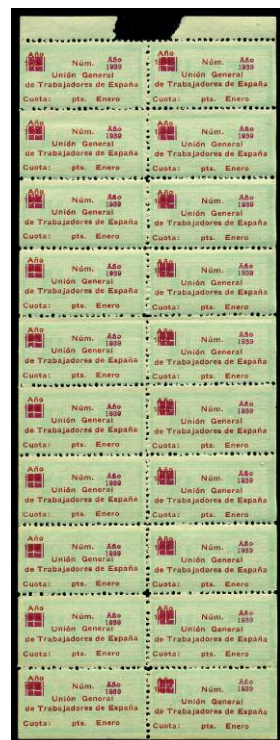 Año
Núm. Año
1939
Unión General
de Trabajadores de España
Cuota: pts. Enero
Año
Núm. Año
1939
Unión General
de Trabajadores de España
Cuota: pts. Enero
Año
Núm. Año
1939
Unión General
de Trabajadores de España
Cuota: pts. Enero
Núm. Año
1939
Unión General
de Trabajadores de España
Cuota: pts. Enero
Año
Núm. Año
1939
Unión General
de Trabajadores de España
Cuota: pts. Enero
Núm. Año
1939
Unión General
de Trabajadores de España
Cuota: pts. Enero
Año
Núm. Año
1939
Unión General
de Trabajadores de España
Cuota: pts. Enero
Núm. Año
1939
Unión General
de Trabajadores de España
Cuota: pts. Enero
Año
Núm. Año
1939
Unión General
de Trabajadores de España
Cuota: pts. Enero
Núm. Año
1939
Unión General
de Trabajadores de España
Cuota: pts. Enero
Año
Núm. Año
1939
Unión General
de Trabajadores de España
Cuota: pts. Enero
Núm. Año
1939
Unión General
de Trabajadores de España
Cuota: pts. Enero
Año
Núm. Año
1939
Unión General
de Trabajadores de España
Cuota: pts. Enero
Núm. Año
1939
Unión General
de Trabajadores de España
Cuota: pts. Enero
Año
Núm. Año
1939
Unión General
de Trabajadores de España
Cuota: pts. Enero
Año
Núm. Año
1939
Unión General
de Trabajadores de España
Cuota: pts. Enero
Año
Núm. Año
1939
Unión General
de Trabajadores de España
Cuota: pts. Enero
Año
Núm. Año
1939
Unión General
de Trabajadores de España
Cuota: pts. Enero
Núm. Año
1939
Unión General
de Trabajadores de España
Cuota: pts. Enero
Núm. Año
1939
Unión General
de Trabajadores de España
Cuota: pts. Enero